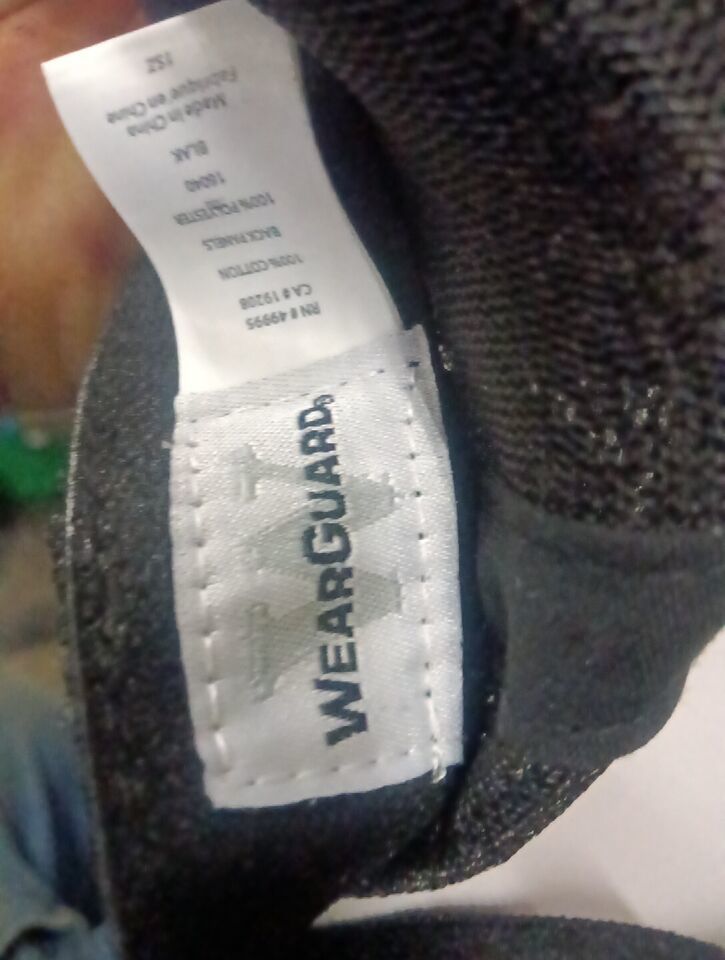 WEARGUARD®
RN # 49995
CA # 19208
100% COTTON
BACK PANELS
100% POLYESTER
16040
BLAK
Made in China
Fabriqué en Chine
1SZ